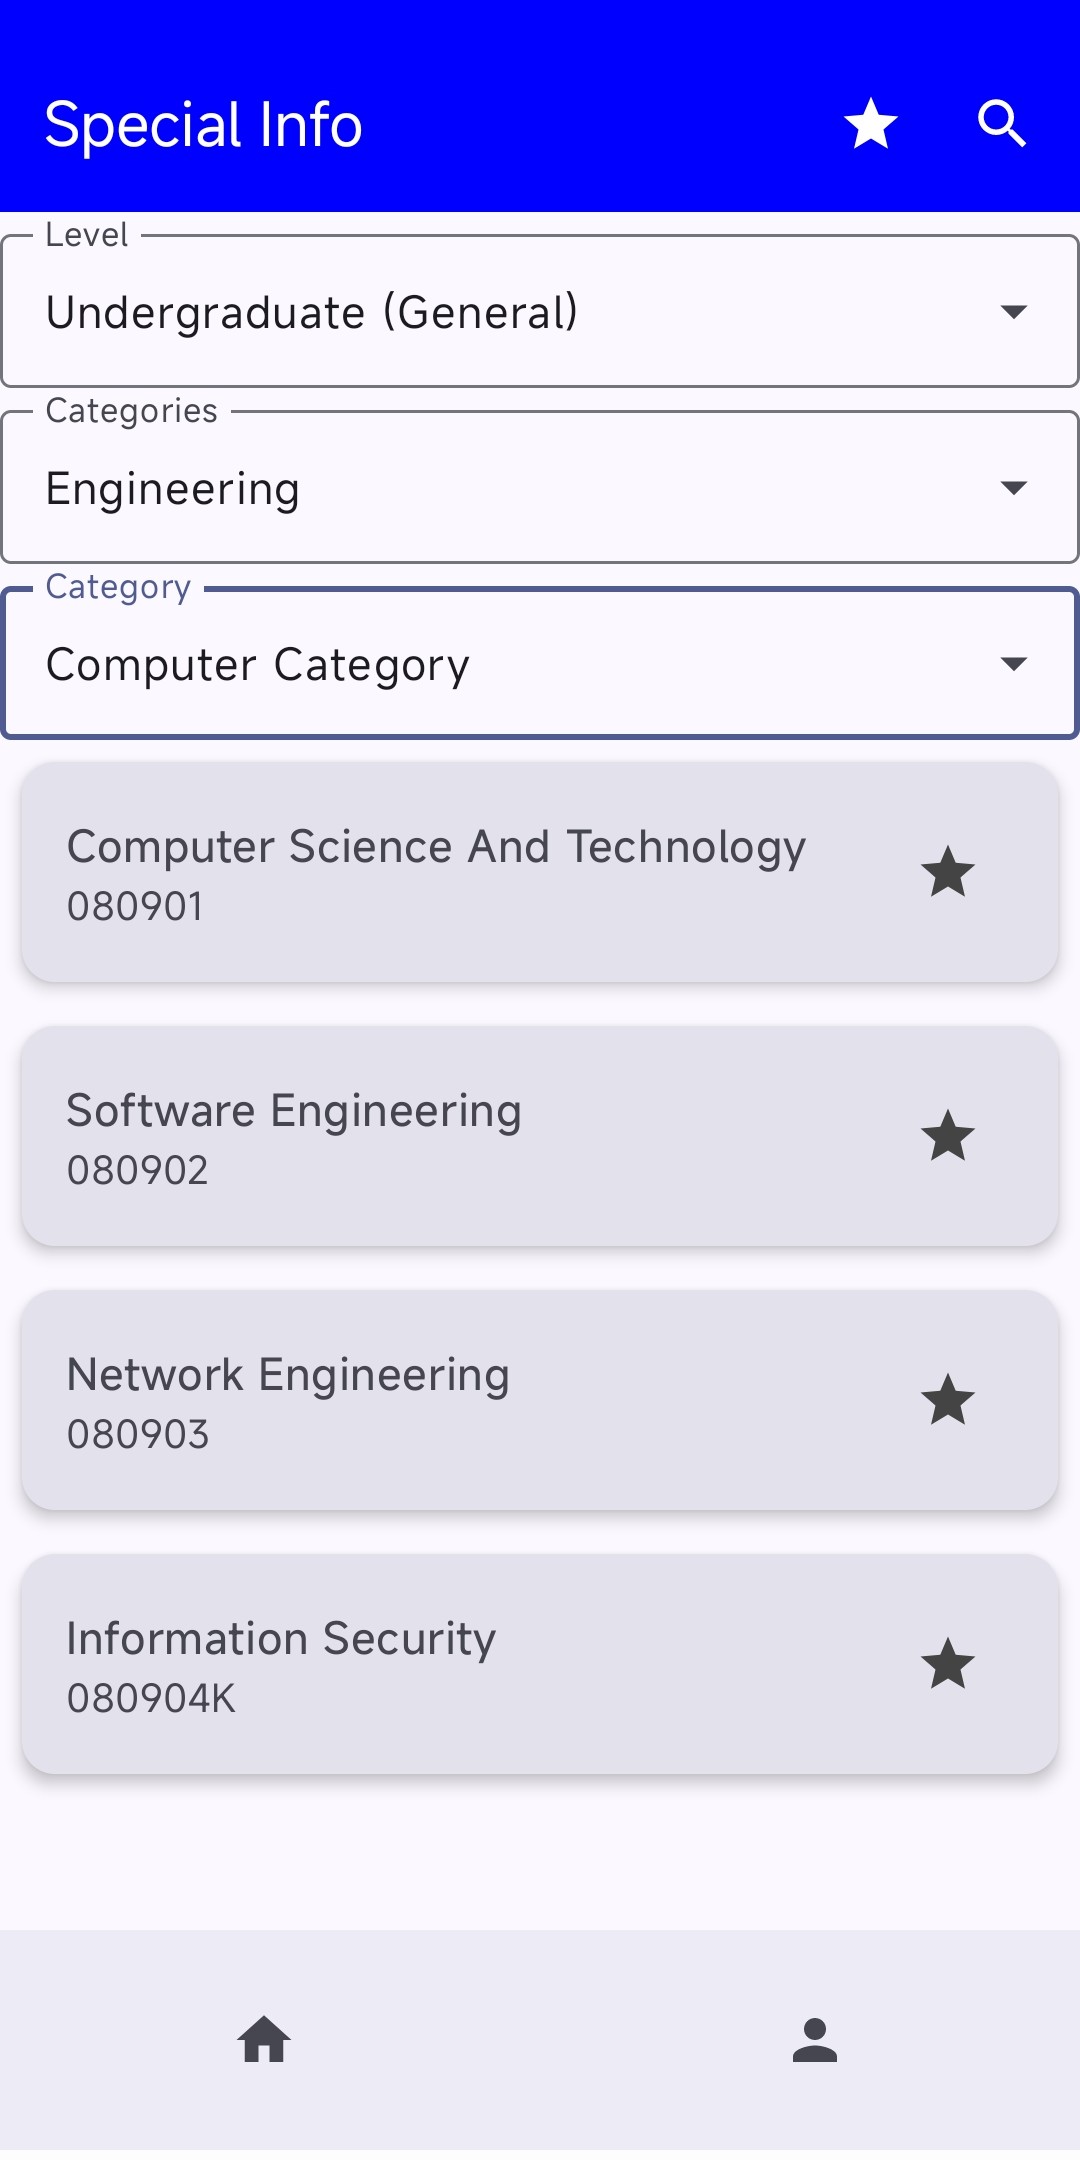 Special Info
Level
Undergraduate (General)
Categories
Engineering
Category
Computer Category
Computer Science And Technology
080901
Software Engineering
080902
Network Engineering
080903
Information Security
080904K